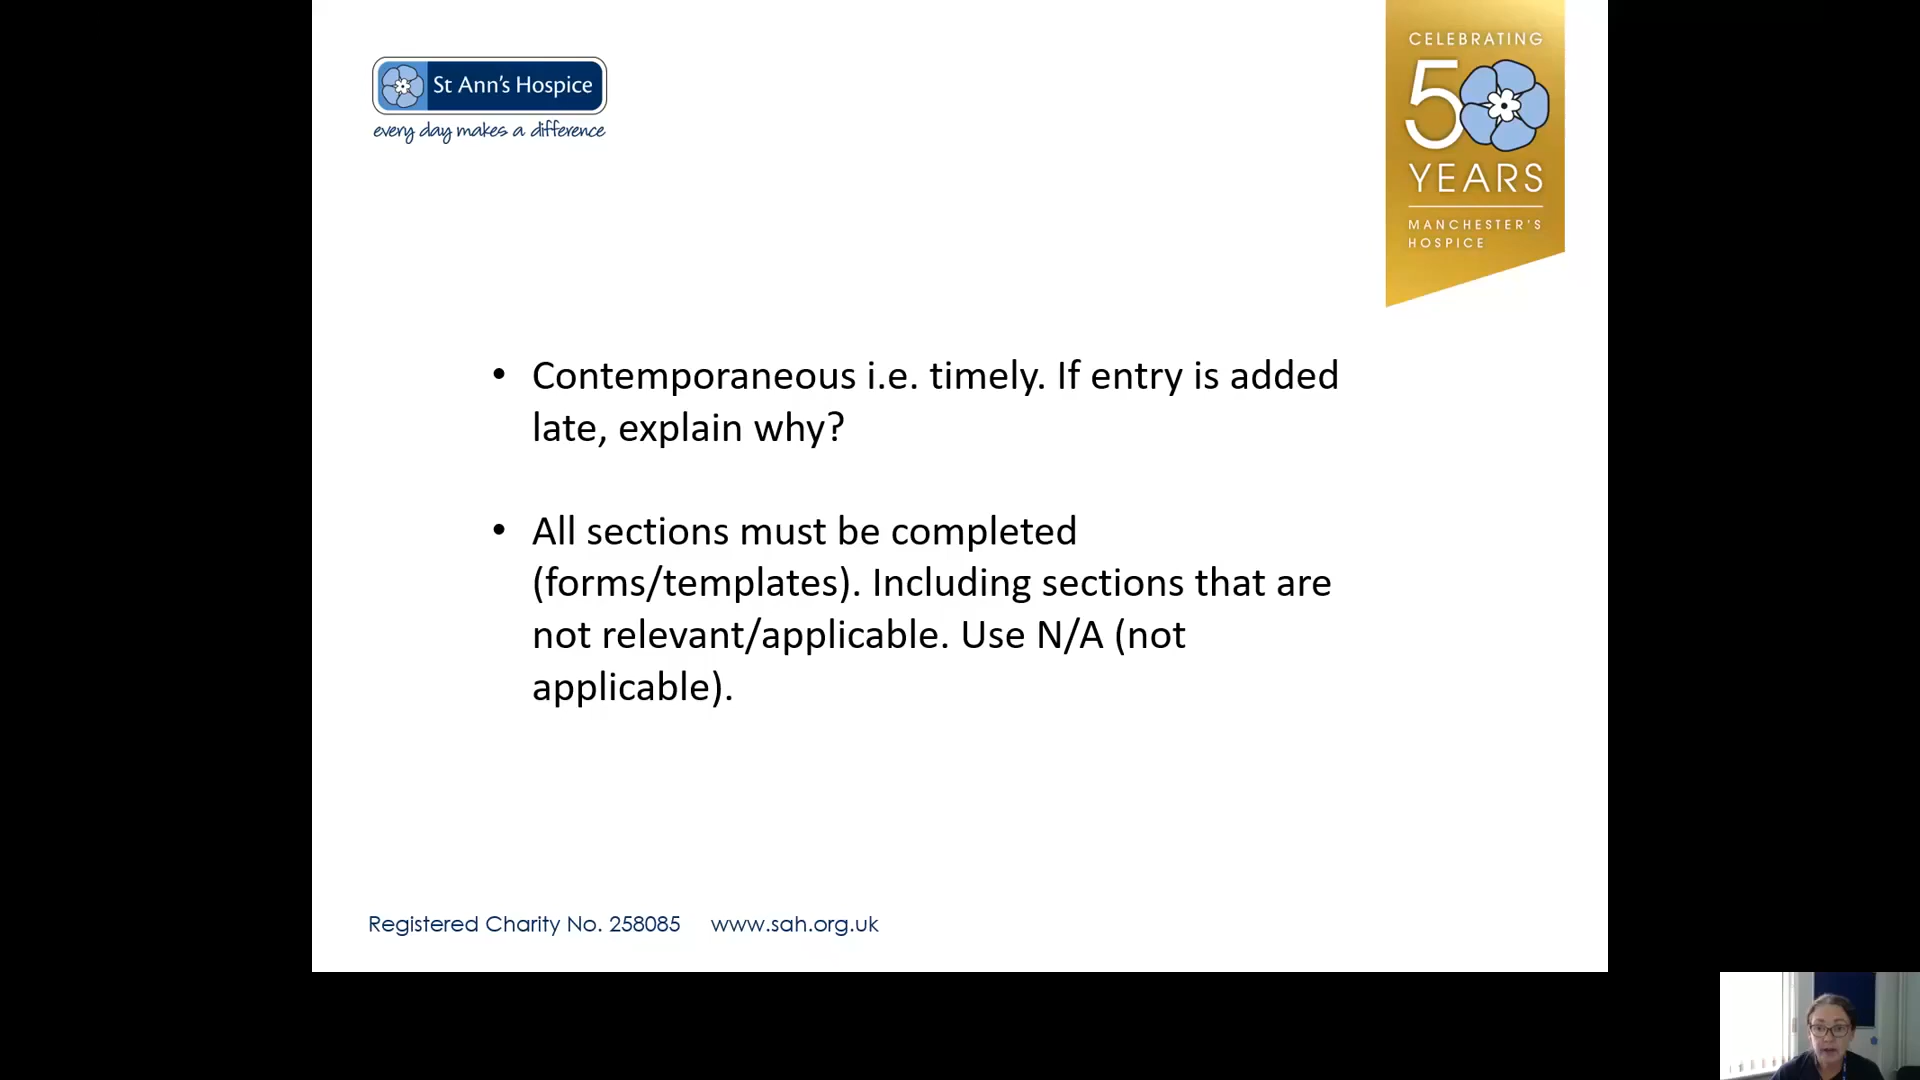 St Ann's Hospice
every day makes a difference
CELEBRATING
50
YEARS
MANCHESTER'S
HOSPICE
• Contemporaneous i.e. timely. If entry is added
late, explain why?
• All sections must be completed
(forms/templates). Including sections that are
not relevant/applicable. Use N/A (not
applicable).
Registered Charity No. 258085 www.sah.org.uk